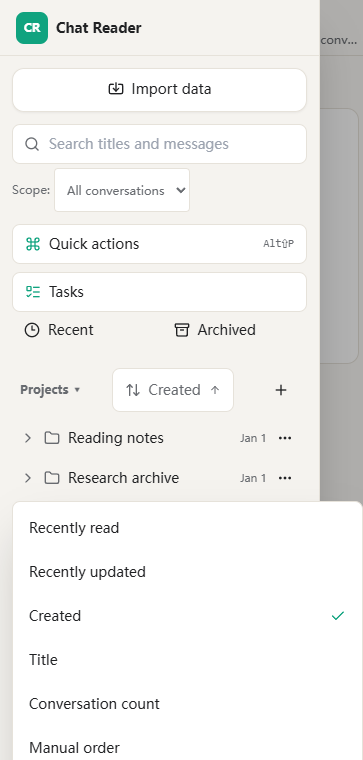 CR Chat Reader
conv...
Import data
Search titles and messages
Scope: All conversations
Quick actions Alt⇧P
Tasks
Recent Archived
Projects Created ↑ +
Reading notes Jan 1
Research archive Jan 1
Recently read
Recently updated
Created
Title
Conversation count
Manual order